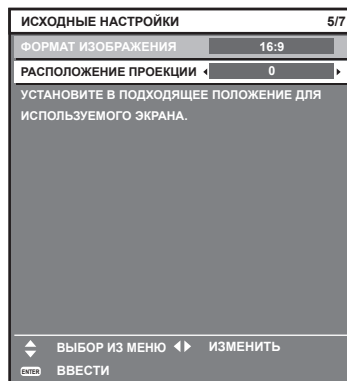 ИСХОДНЫЕ НАСТРОЙКИ 5/7
ФОРМАТ ИЗОБРАЖЕНИЯ 16:9
РАСПОЛОЖЕНИЕ ПРОЕКЦИИ 0
УСТАНОВИТЕ В ПОДХОДЯЩЕЕ ПОЛОЖЕНИЕ ДЛЯ
ИСПОЛЬЗУЕМОГО ЭКРАНА.
ВЫБОР ИЗ МЕНЮ ИЗМЕНИТЬ
ENTER ВВЕСТИ